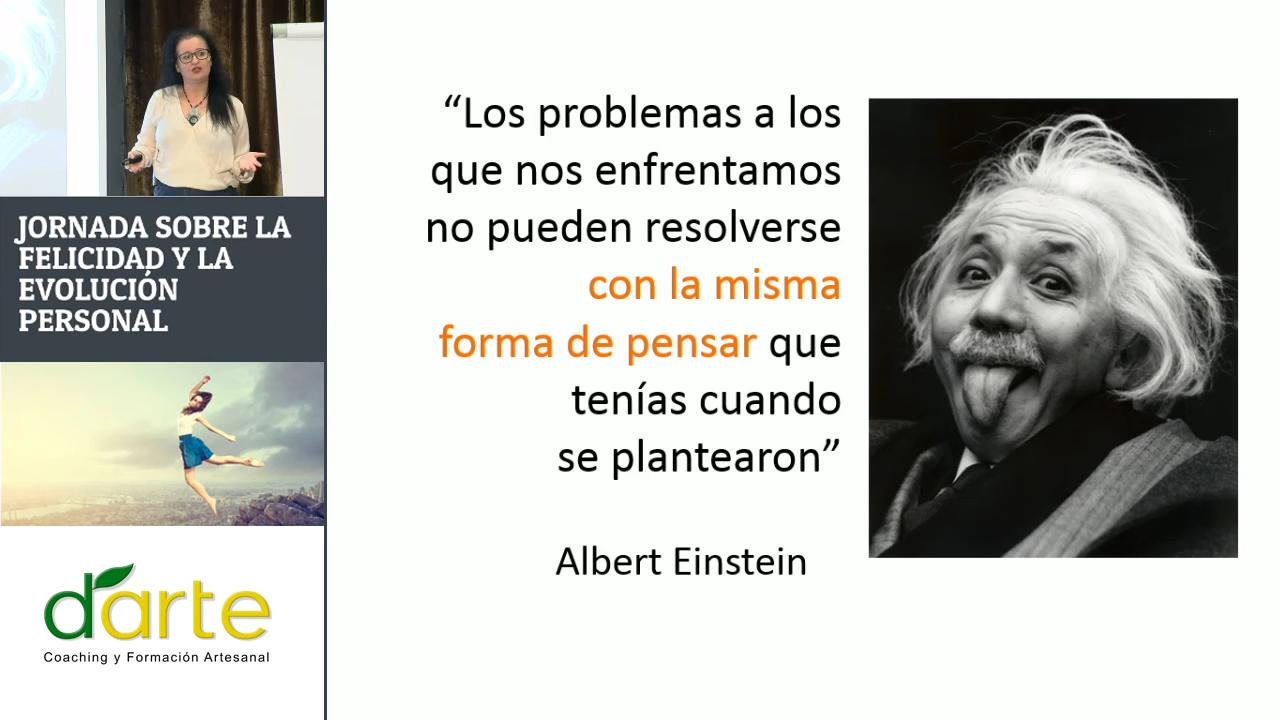 JORNADA SOBRE LA
FELICIDAD Y LA
EVOLUCIÓN
PERSONAL
d'arte
Coaching y Formación Artesanal
“Los problemas a los
que nos enfrentamos
no pueden resolverse
con la misma
forma de pensar que
tenías cuando
se plantearon”
Albert Einstein